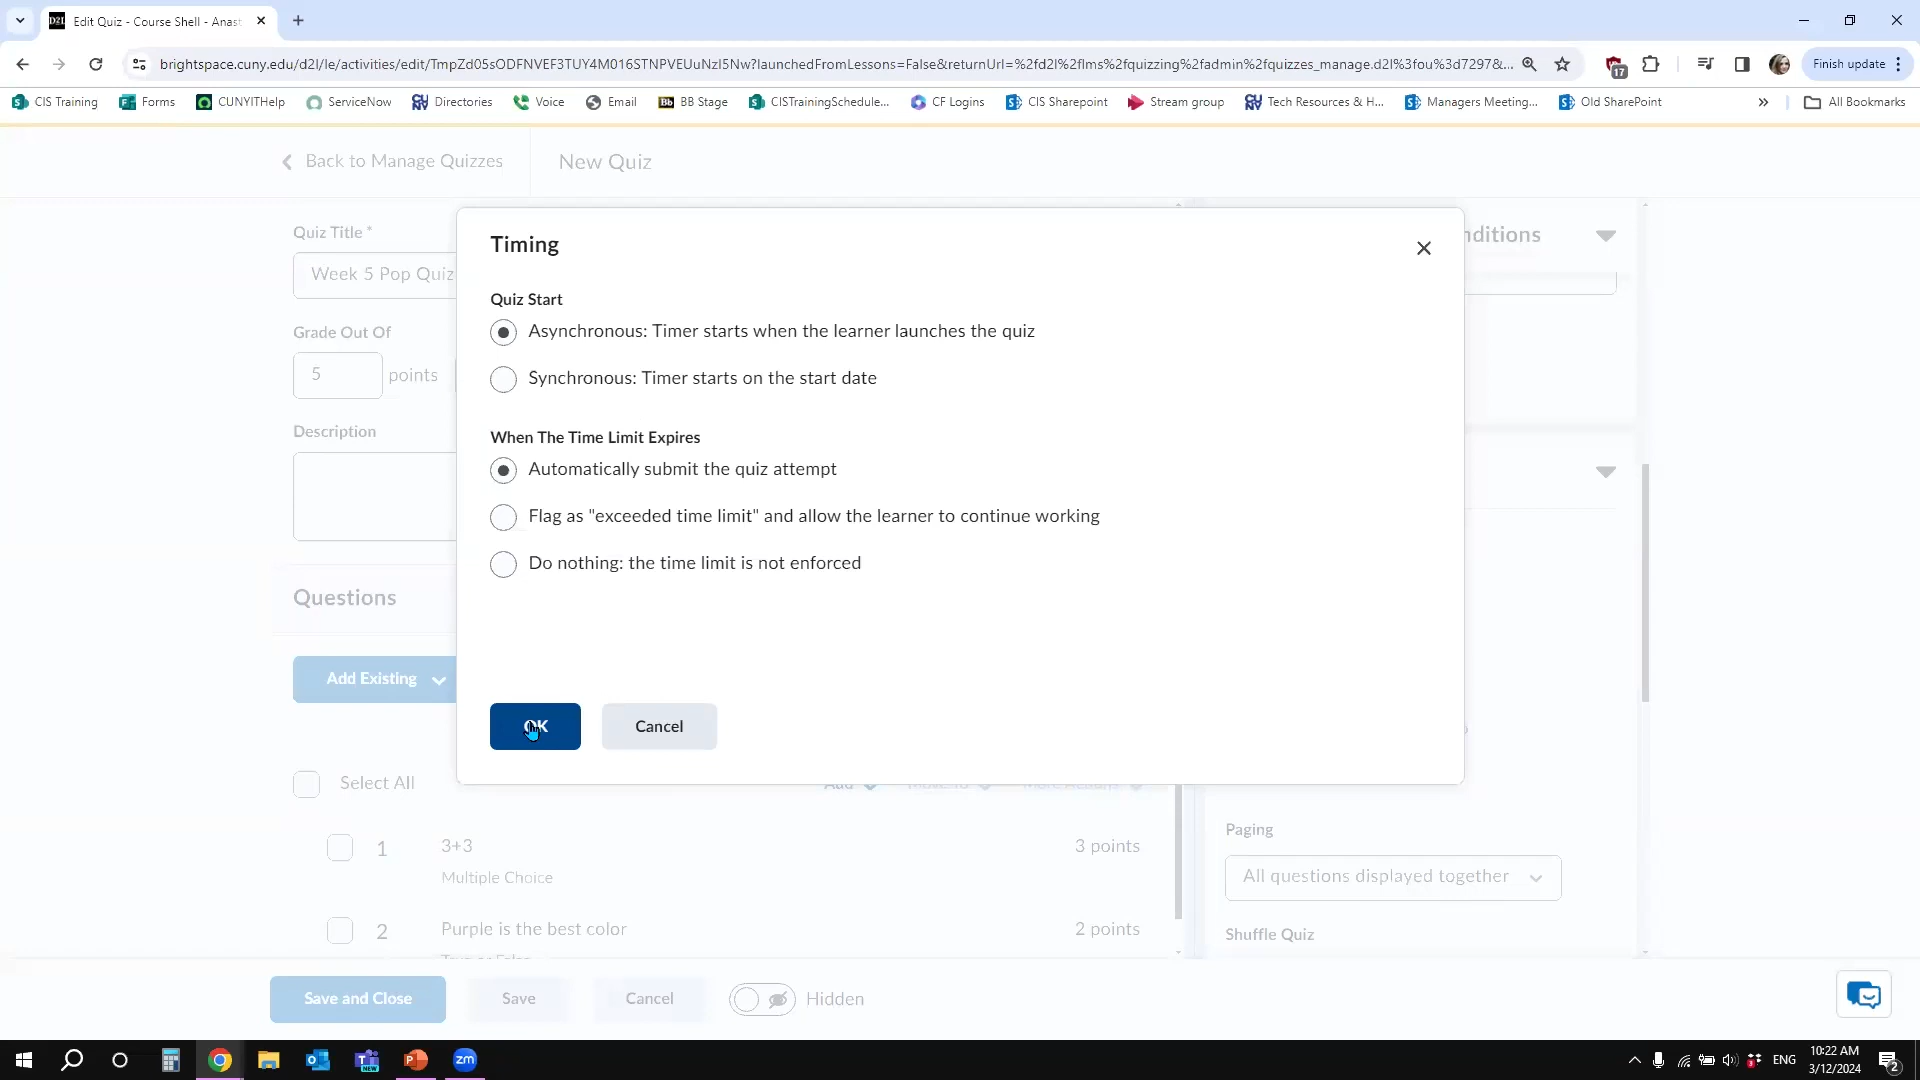 Edit Quiz - Course Shell - Anast
brightspace.cuny.edu/d2l/le/activities/edit/TmpZd05sODFNVEF3TUY4M016STNPVEUuNzI5Nw?launchedFromLessons=False&returnUrl=%2fd2l%2flms%2fquizzing%2fadmin%2fquizzes_manage.d2l%3fou%3d7297&...
17
Finish update
CIS Training
Forms
CUNYITHelp
ServiceNow
Directories
Voice
Email
Bb BB Stage
CISTrainingSchedule...
CF Logins
CIS Sharepoint
Stream group
Tech Resources & H...
Managers Meeting...
Old SharePoint
»
All Bookmarks
Back to Manage Quizzes
New Quiz
Quiz Title *
Week 5 Pop Quiz
Grade Out Of
5 points
Description
Questions
Add Existing
Timing
Quiz Start
Asynchronous: Timer starts when the learner launches the quiz
Synchronous: Timer starts on the start date
When The Time Limit Expires
Automatically submit the quiz attempt
Flag as "exceeded time limit" and allow the learner to continue working
Do nothing: the time limit is not enforced
OK
Cancel
nditions
Select All
Add
1 3+3 3 points
Multiple Choice
2 Purple is the best color 2 points
Paging
All questions displayed together
Shuffle Quiz
Save and Close
Save
Cancel
Hidden
ENG
10:22 AM
3/12/2024
2